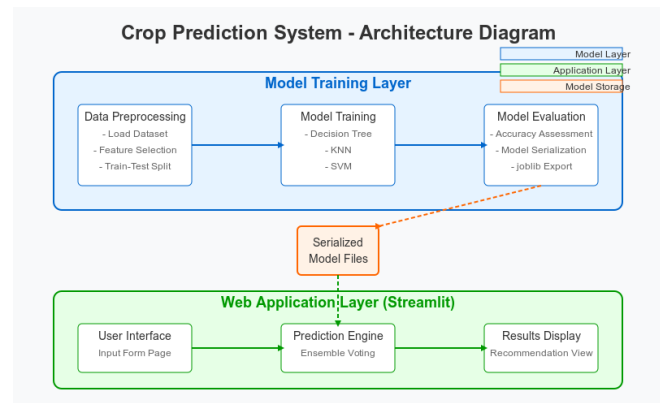 Crop Prediction System - Architecture Diagram
Model Layer
Application Layer
Model Storage
Model Training Layer
Data Preprocessing
- Load Dataset
- Feature Selection
- Train-Test Split
Model Training
- Decision Tree
- KNN
- SVM
Model Evaluation
- Accuracy Assessment
- Model Serialization
- joblib Export
Serialized
Model Files
Web Application Layer (Streamlit)
User Interface
Input Form Page
Prediction Engine
Ensemble Voting
Results Display
Recommendation View